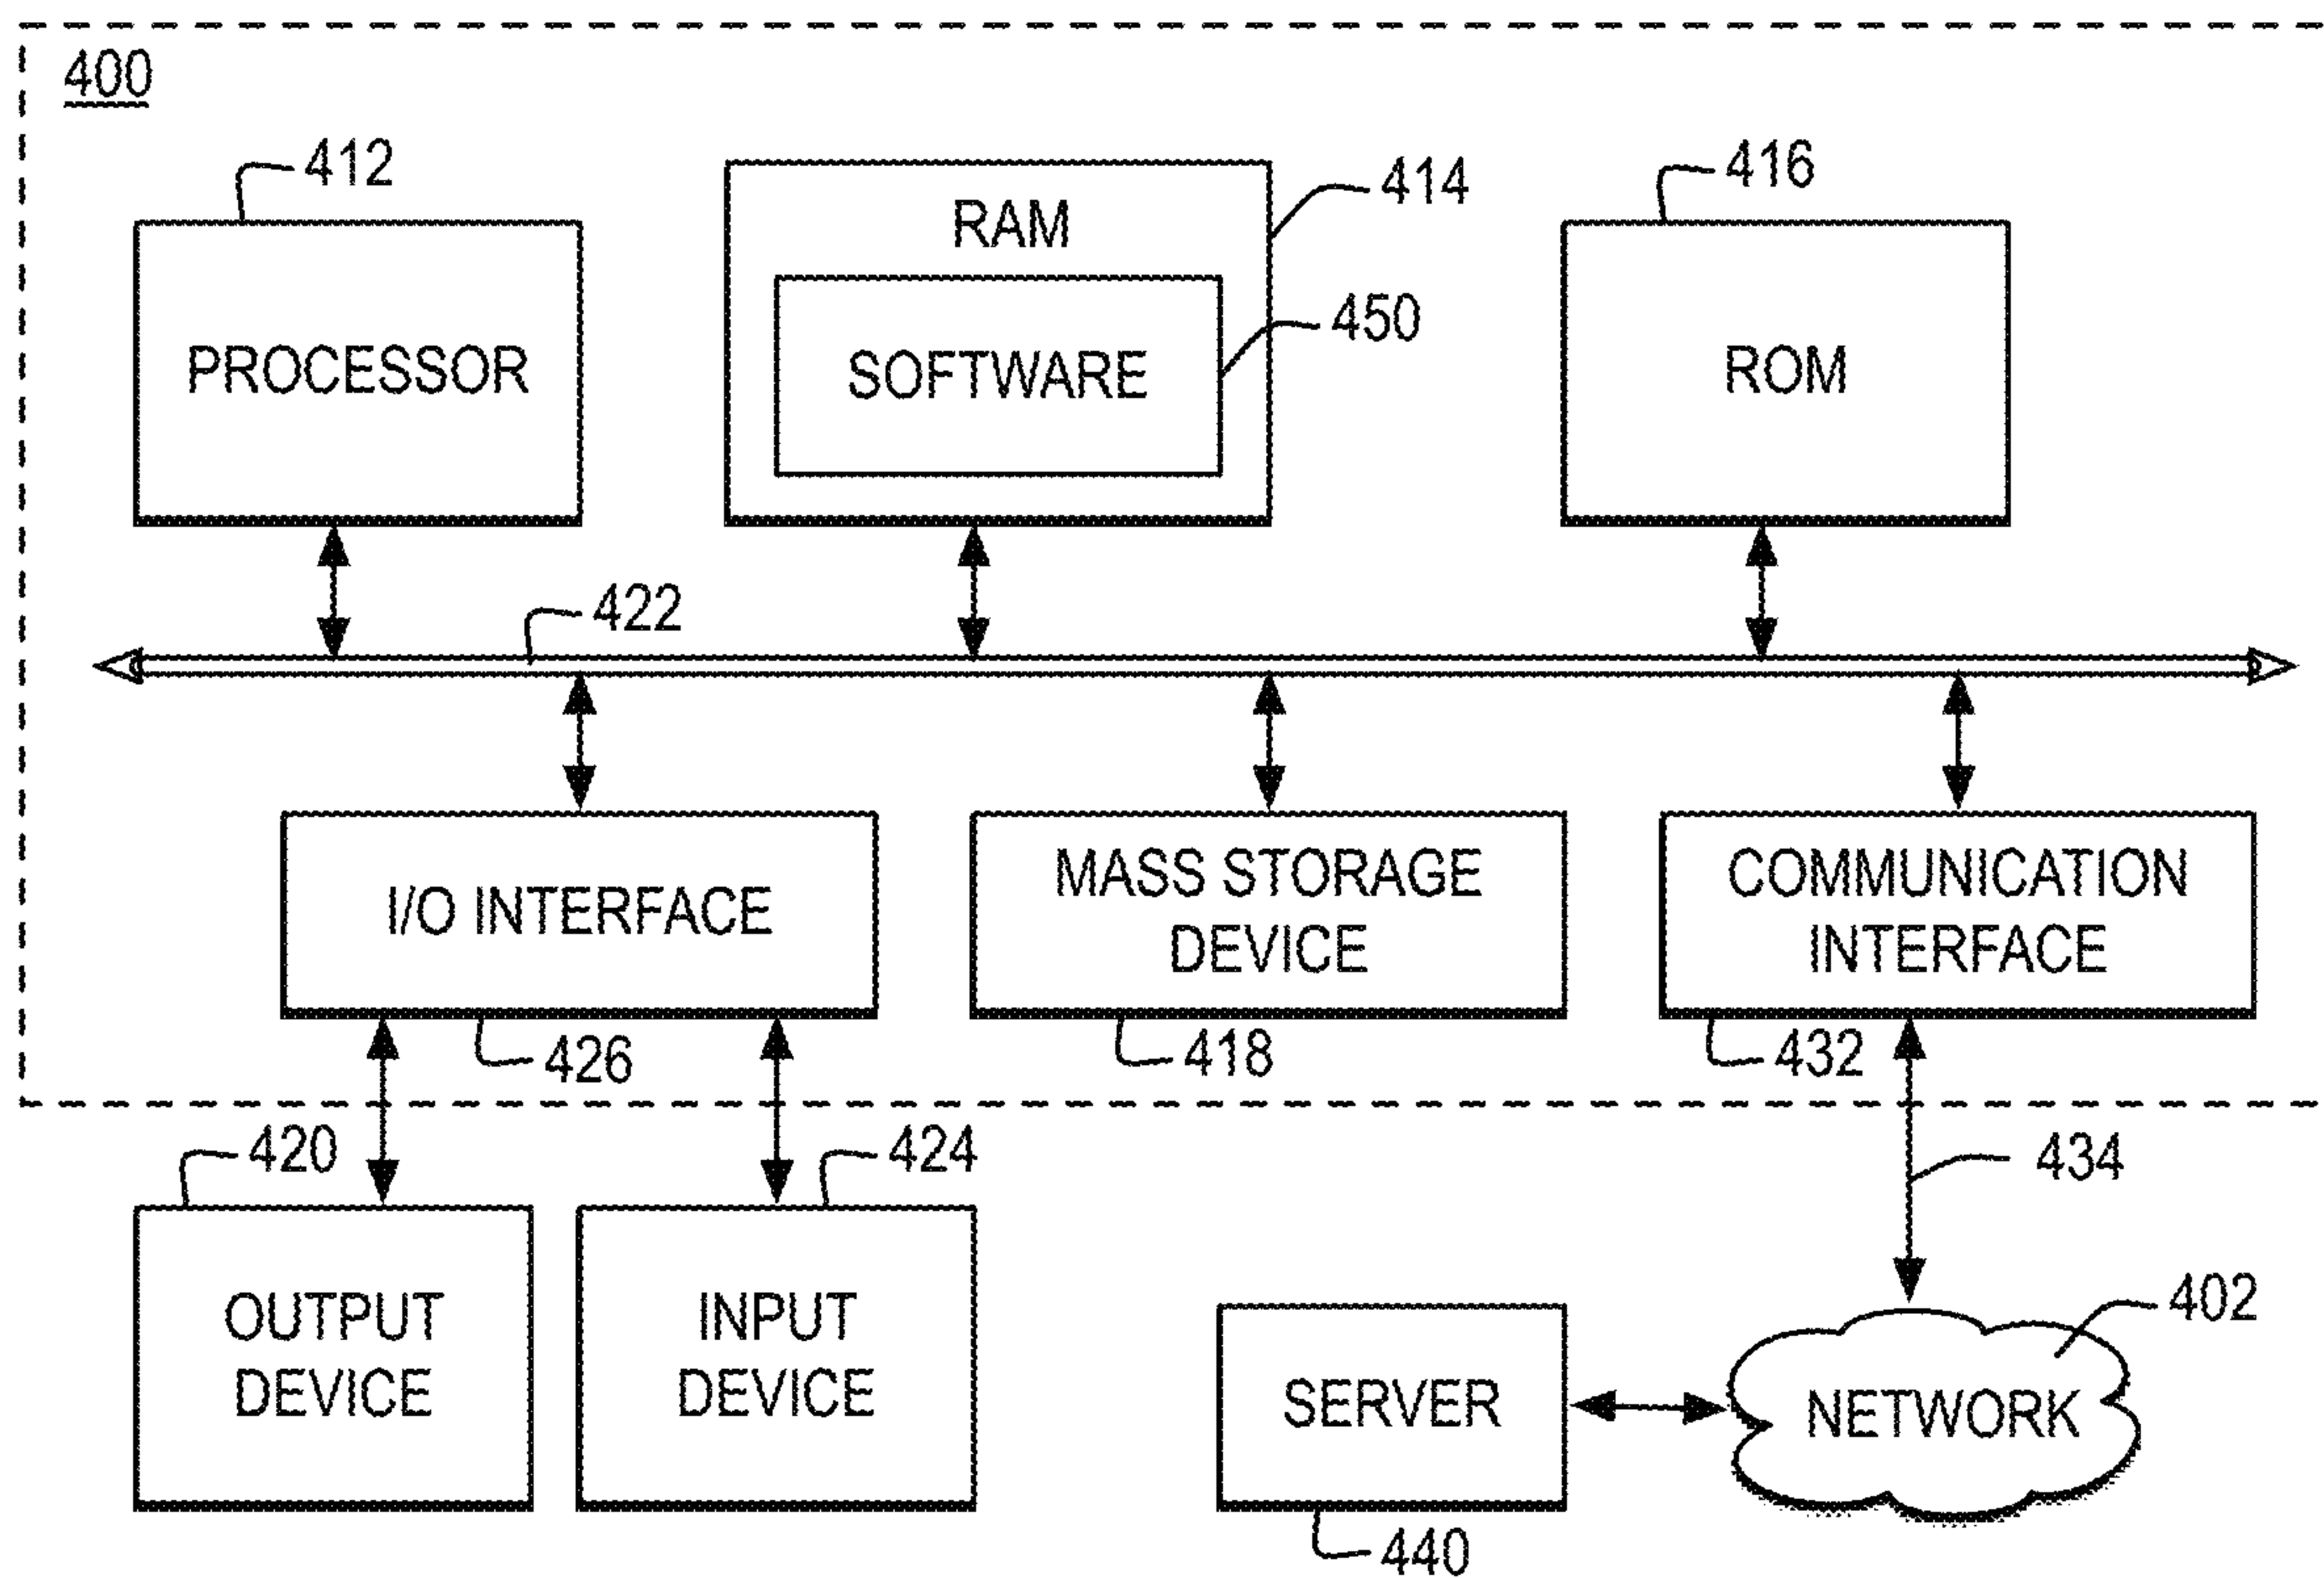 400
412
414
416
RAM
450
PROCESSOR
SOFTWARE
ROM
422
I/O INTERFACE
MASS STORAGE
DEVICE
COMMUNICATION
INTERFACE
426
418
432
420
424
434
OUTPUT
DEVICE
INPUT
DEVICE
SERVER
402
NETWORK
440